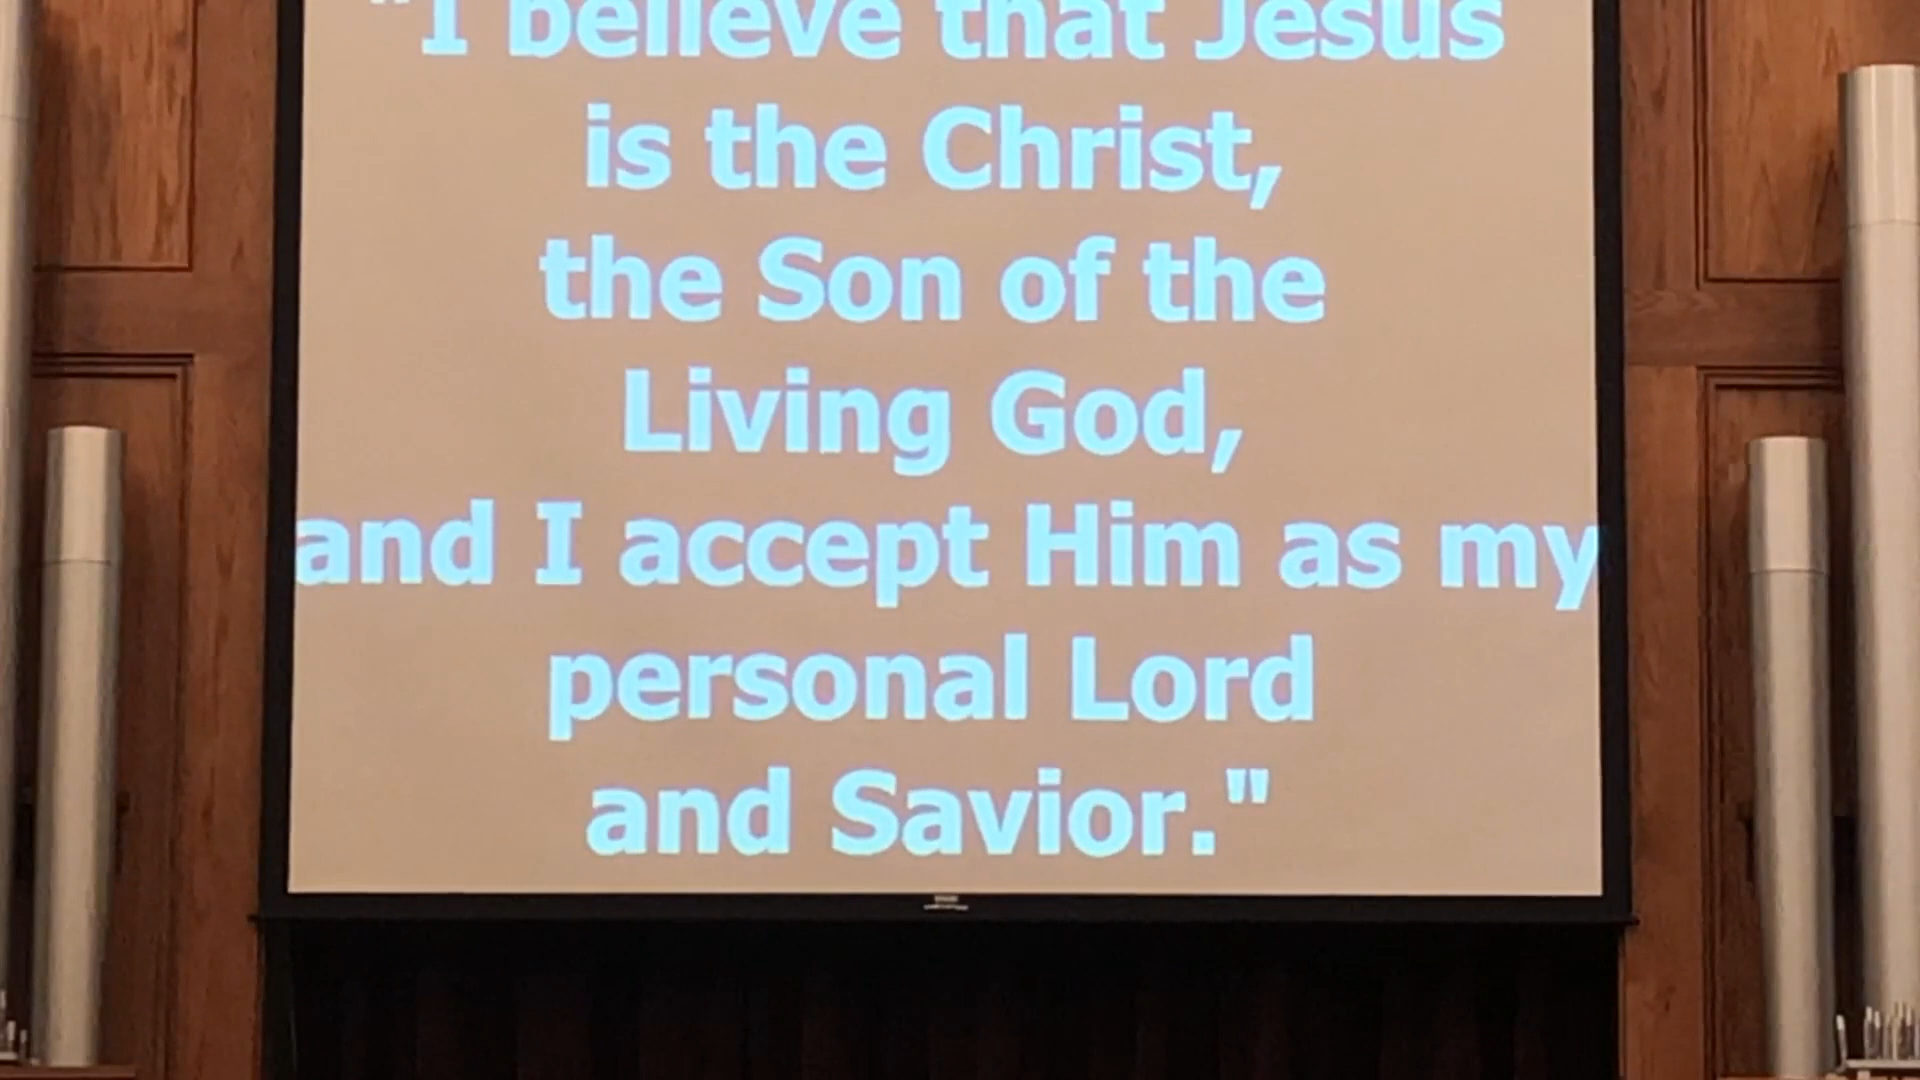 "I believe that Jesus
is the Christ,
the Son of the
Living God,
and I accept Him as my
personal Lord
and Savior."